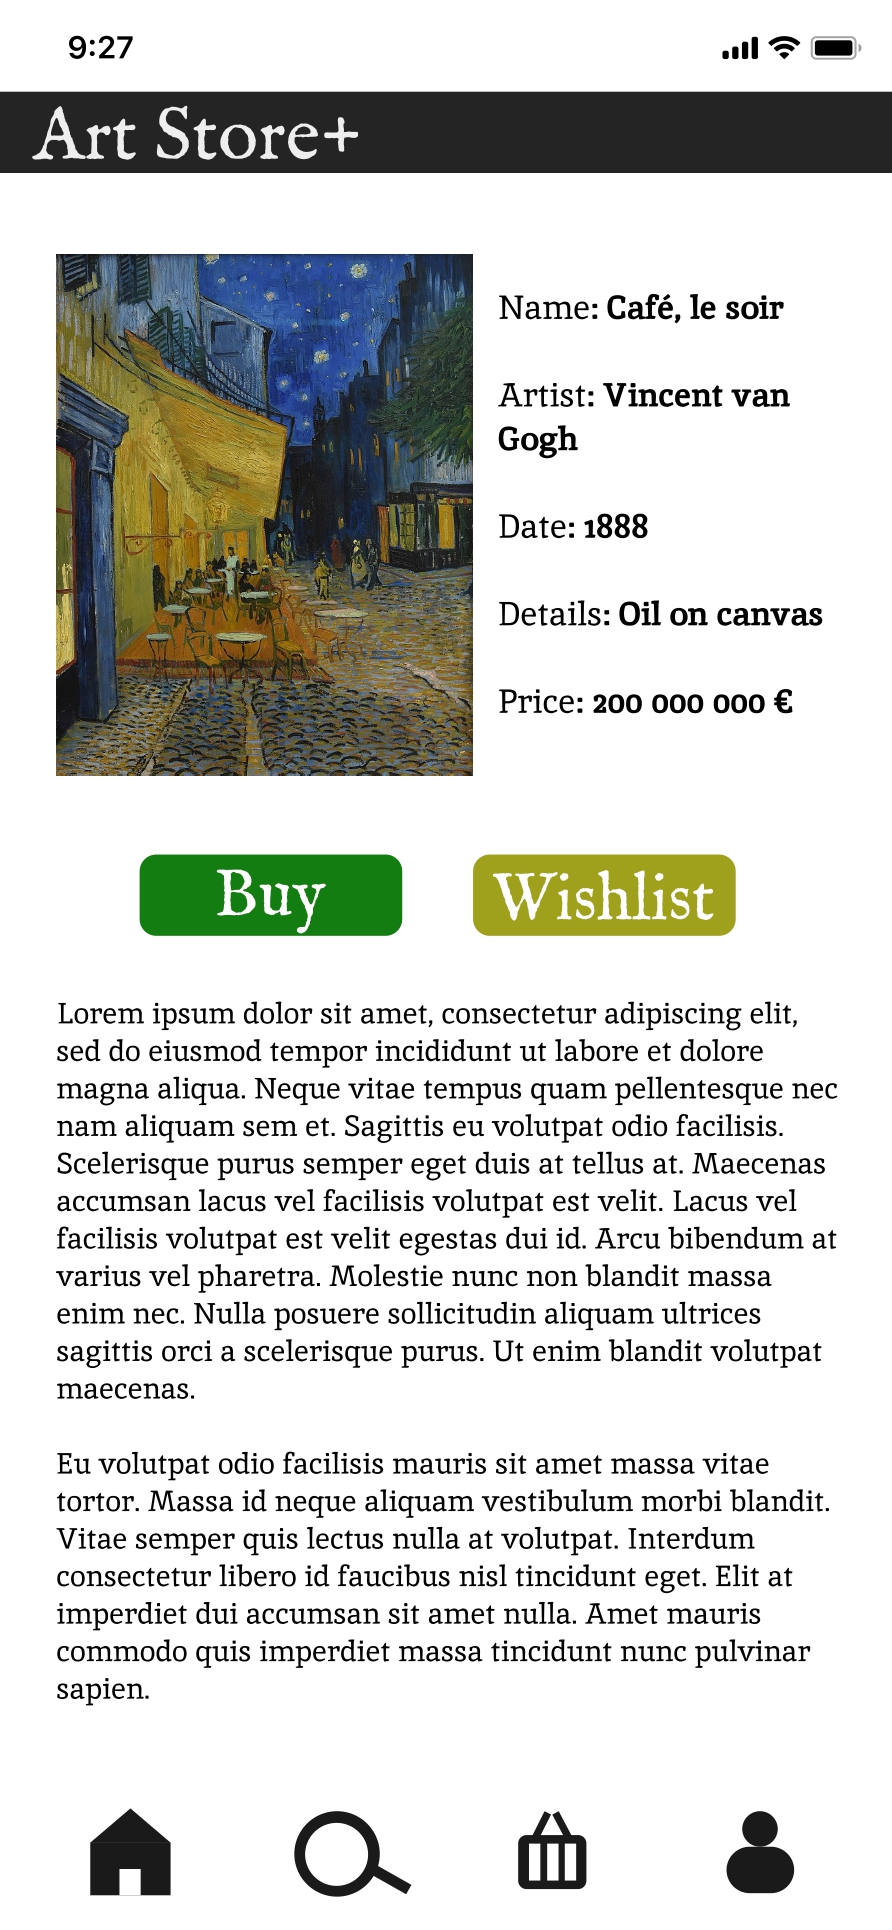 9:27
Art Store+
Name: Café, le soir
Artist: Vincent van
Gogh
Date: 1888
Details: Oil on canvas
Price: 200 000 000 €
Buy
Wishlist
Lorem ipsum dolor sit amet, consectetur adipiscing elit,
sed do eiusmod tempor incididunt ut labore et dolore
magna aliqua. Neque vitae tempus quam pellentesque nec
nam aliquam sem et. Sagittis eu volutpat odio facilisis.
Scelerisque purus semper eget duis at tellus at. Maecenas
accumsan lacus vel facilisis volutpat est velit. Lacus vel
facilisis volutpat est velit egestas dui id. Arcu bibendum at
varius vel pharetra. Molestie nunc non blandit massa
enim nec. Nulla posuere sollicitudin aliquam ultrices
sagittis orci a scelerisque purus. Ut enim blandit volutpat
maecenas.
Eu volutpat odio facilisis mauris sit amet massa vitae
tortor. Massa id neque aliquam vestibulum morbi blandit.
Vitae semper quis lectus nulla at volutpat. Interdum
consectetur libero id faucibus nisl tincidunt eget. Elit at
imperdiet dui accumsan sit amet nulla. Amet mauris
commodo quis imperdiet massa tincidunt nunc pulvinar
sapien.